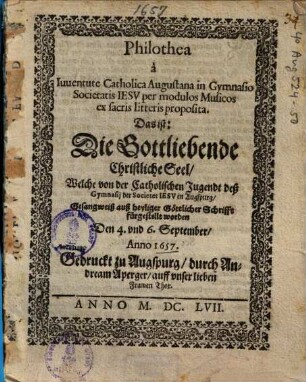 1657
Philothea
à
Iuuentute Catholica Augustana in Gymnasio
Societatis IESV per modulos Musicos
ex sacris litteris proposita.
Das ist:
Die Gottliebende
Christliche Seel/
Welche von der Catholischen Jugendt deß
Gymnasij der Societet IESV in Augspurg/
Gesangweiß auß heyliger Göttlicher Schrifft
fürgestellt worden
Den 4. vnd 6. September/
Anno 1657.
Gedruckt zu Augspurg/ durch An-
dream Aperger/ auff vnser lieben
Frawen Thor.
ANNO M. DC. LVII.